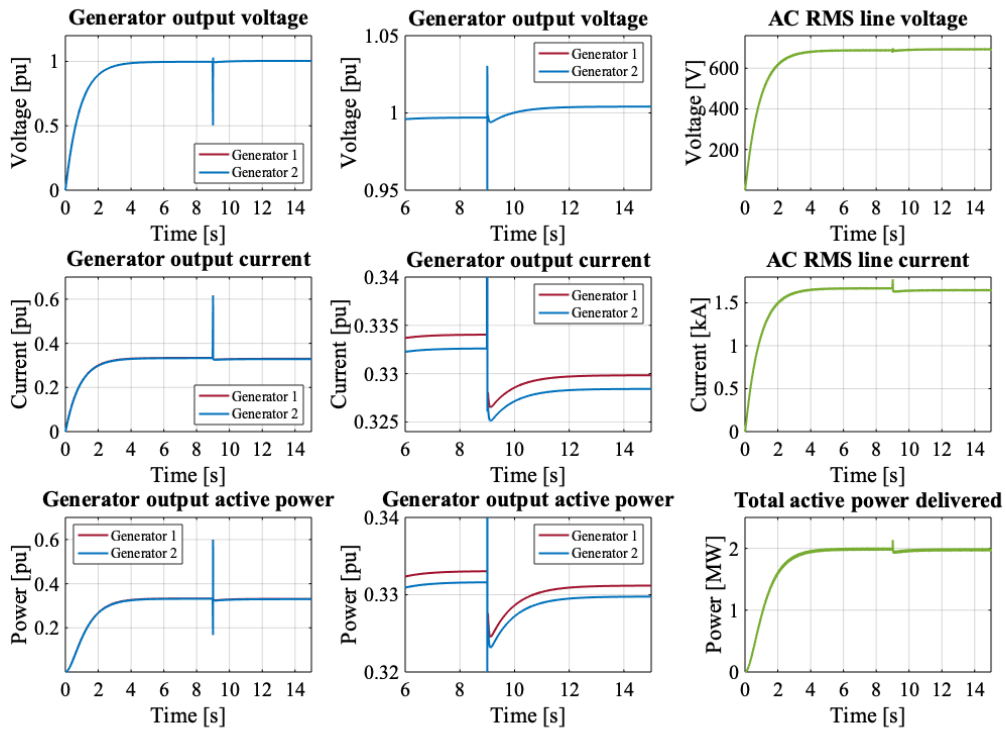 Generator output voltage
Voltage [pu]
1
0.5
0
Generator 1
Generator 2
0 2 4 6 8 10 12 14
Time [s]
Generator output voltage
Voltage [pu]
1.05
1
0.95
Generator 1
Generator 2
6 8 10 12 14
Time [s]
AC RMS line voltage
Voltage [V]
600
400
200
0 2 4 6 8 10 12 14
Time [s]
Generator output current
Current [pu]
0.6
0.4
0.2
0
Generator 1
Generator 2
0 2 4 6 8 10 12 14
Time [s]
Generator output current
Current [pu]
0.34
0.335
0.33
0.325
Generator 1
Generator 2
6 8 10 12 14
Time [s]
AC RMS line current
Current [kA]
1.5
1
0.5
0
0 2 4 6 8 10 12 14
Time [s]
Generator output active power
Power [pu]
0.6
0.4
0.2
Generator 1
Generator 2
0 2 4 6 8 10 12 14
Time [s]
Generator output active power
Power [pu]
0.34
0.33
0.32
Generator 1
Generator 2
6 8 10 12 14
Time [s]
Total active power delivered
Power [MW]
2
1
0
0 2 4 6 8 10 12 14
Time [s]